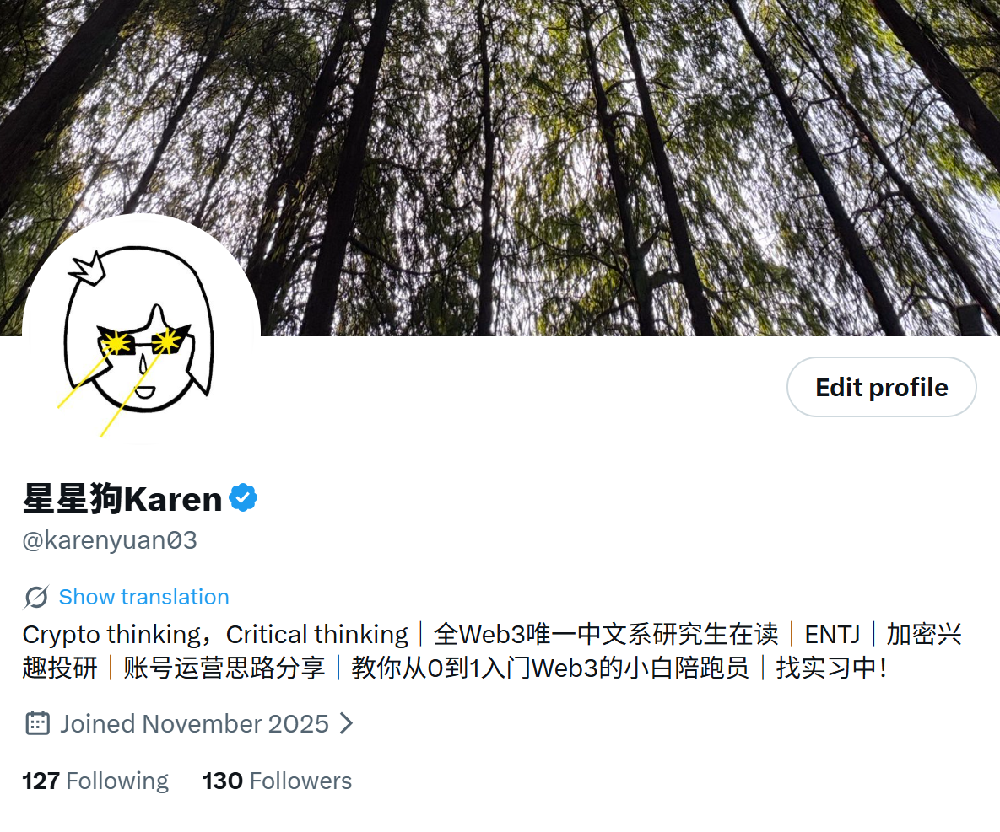 Edit profile
星星狗Karen
@karenyuan03
Show translation
Crypto thinking，Critical thinking｜全Web3唯一中文系研究生在读｜ENTJ｜加密兴
趣投研｜账号运营思路分享｜教你从0到1入门Web3的小白陪跑员｜找实习中！
Joined November 2025
127 Following 130 Followers